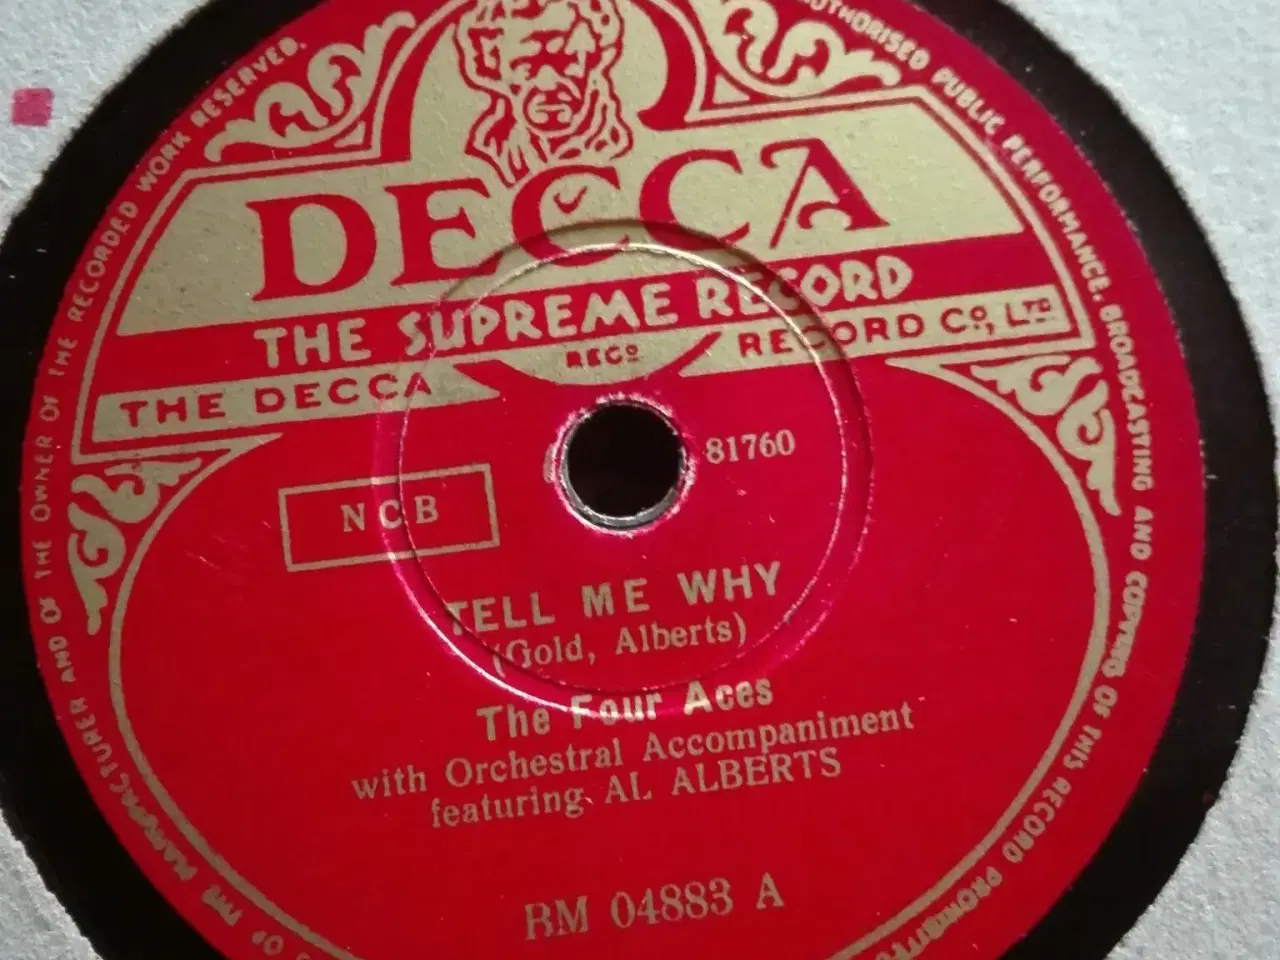 DECCA
THE SUPREME RECORD
THE DECCA REGD RECORD CO., LTD
81760
NCB
TELL ME WHY
(Gold, Alberts)
The Four Aces
with Orchestral Accompaniment
featuring AL ALBERTS
BM 04883 A
OF THE MANUFACTURER AND OF THE OWNER OF THE RECORDED WORK RESERVED.
AUTHORISED PUBLIC PERFORMANCE. BROADCASTING AND COPYING OF THIS RECORD PROHIBITED